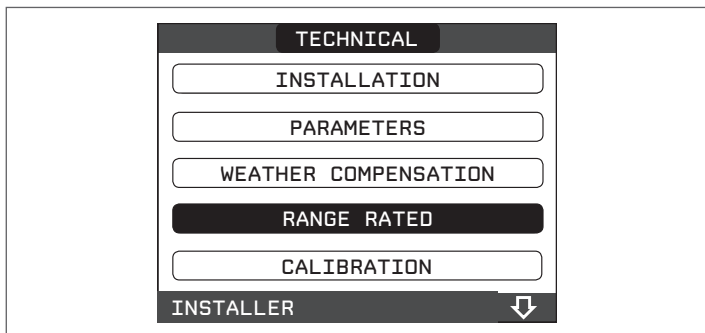 TECHNICAL
INSTALLATION
PARAMETERS
WEATHER COMPENSATION
RANGE RATED
CALIBRATION
INSTALLER